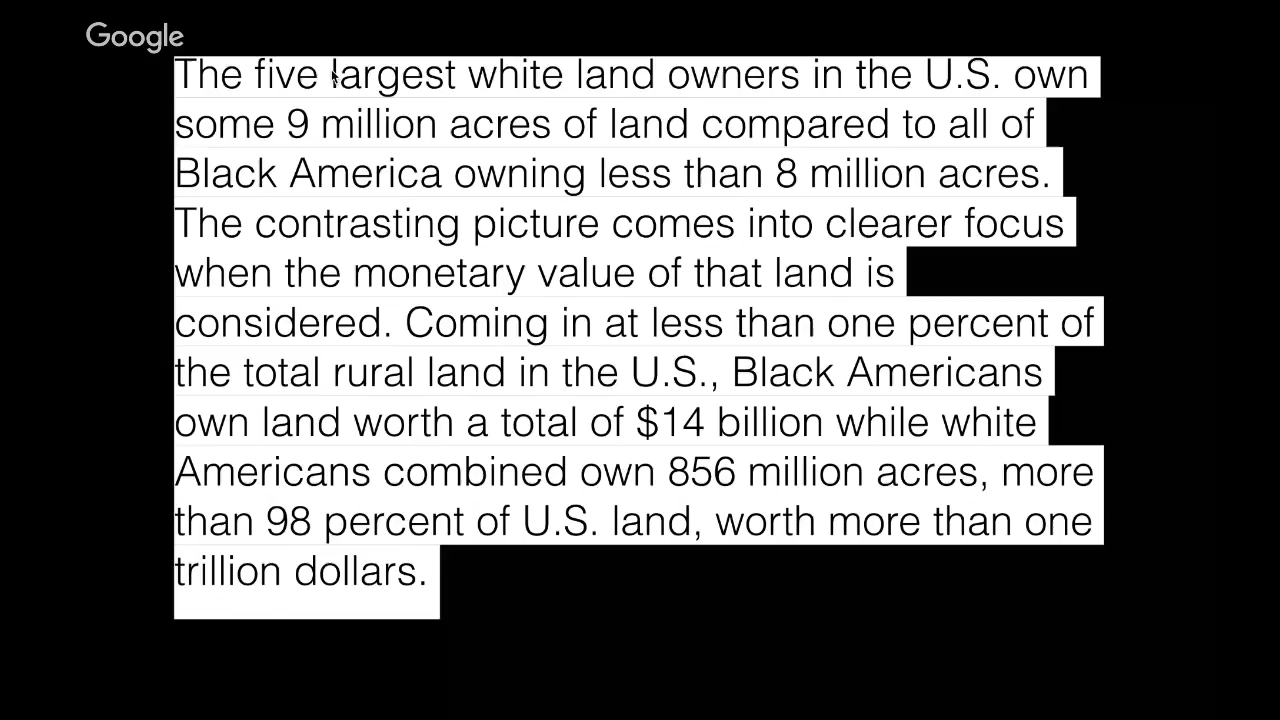 Google
The five largest white land owners in the U.S. own
some 9 million acres of land compared to all of
Black America owning less than 8 million acres.
The contrasting picture comes into clearer focus
when the monetary value of that land is
considered. Coming in at less than one percent of
the total rural land in the U.S., Black Americans
own land worth a total of $14 billion while white
Americans combined own 856 million acres, more
than 98 percent of U.S. land, worth more than one
trillion dollars.